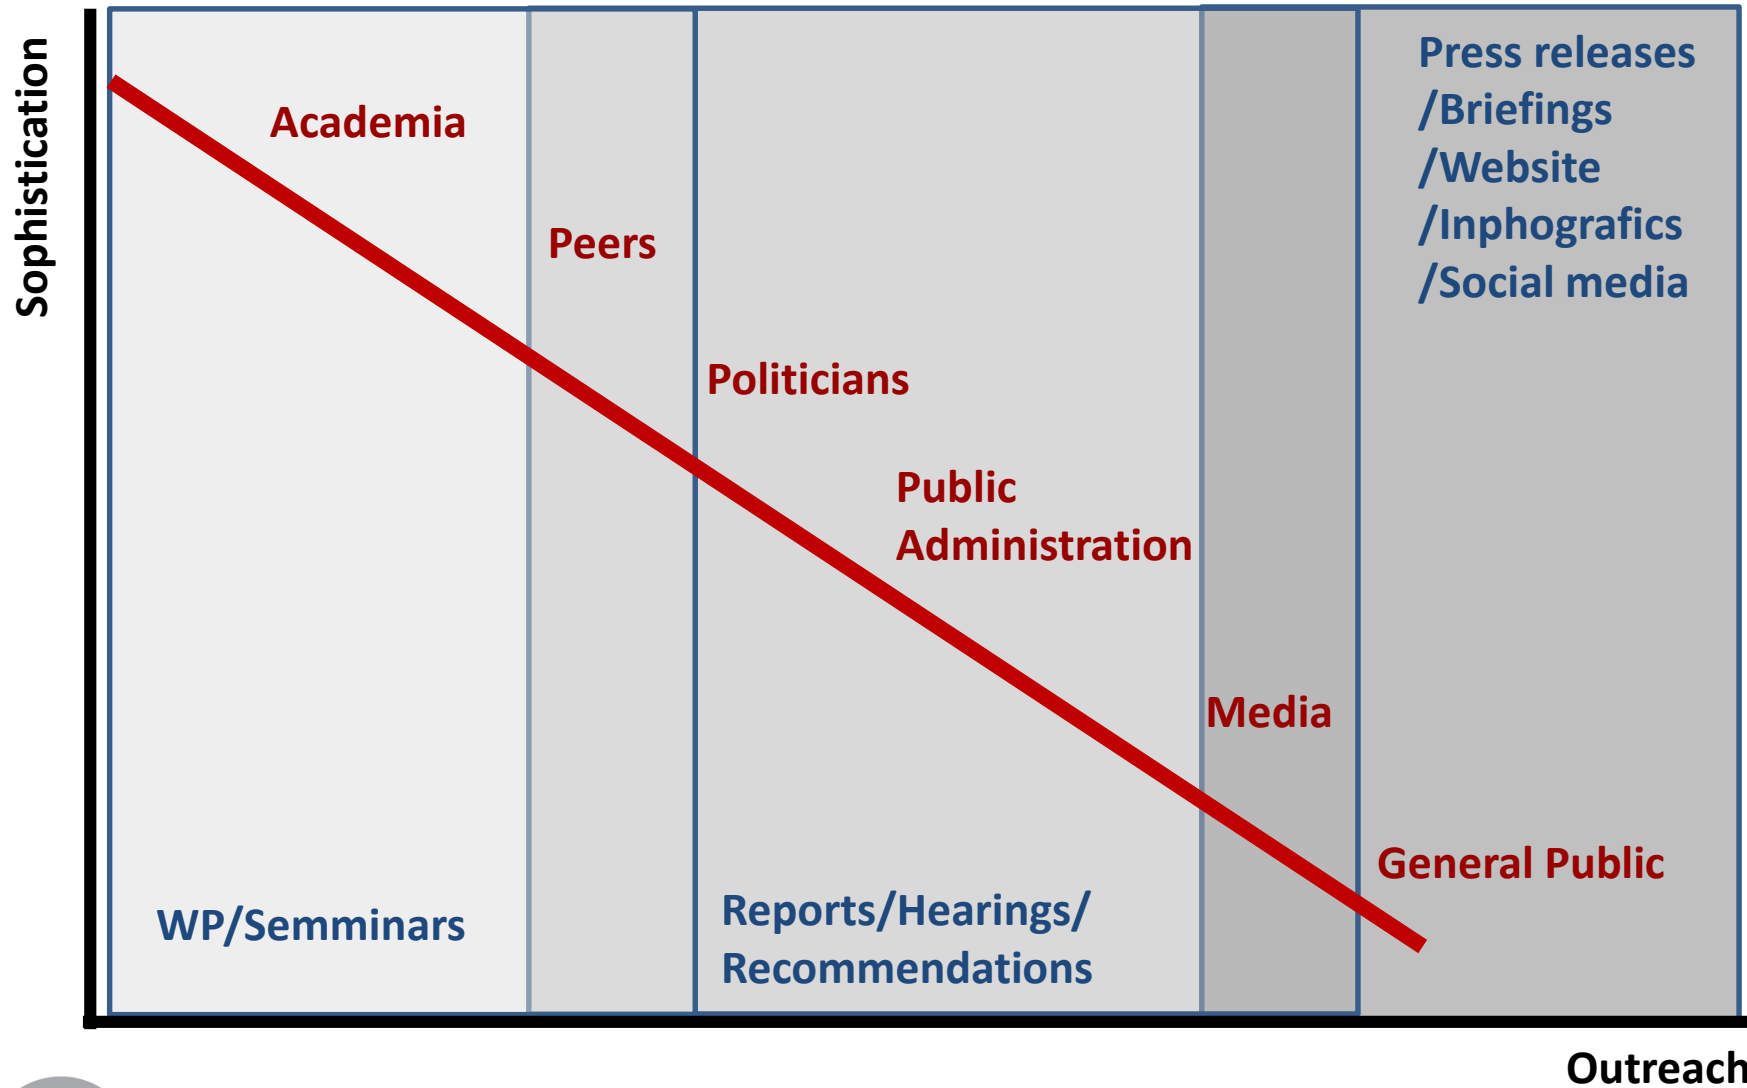 Sophistication
Academia
Peers
Politicians
Public
Administration
Media
General Public
Press releases
/Briefings
/Website
/Inphografics
/Social media
WP/Semminars
Reports/Hearings/
Recommendations
Outreach